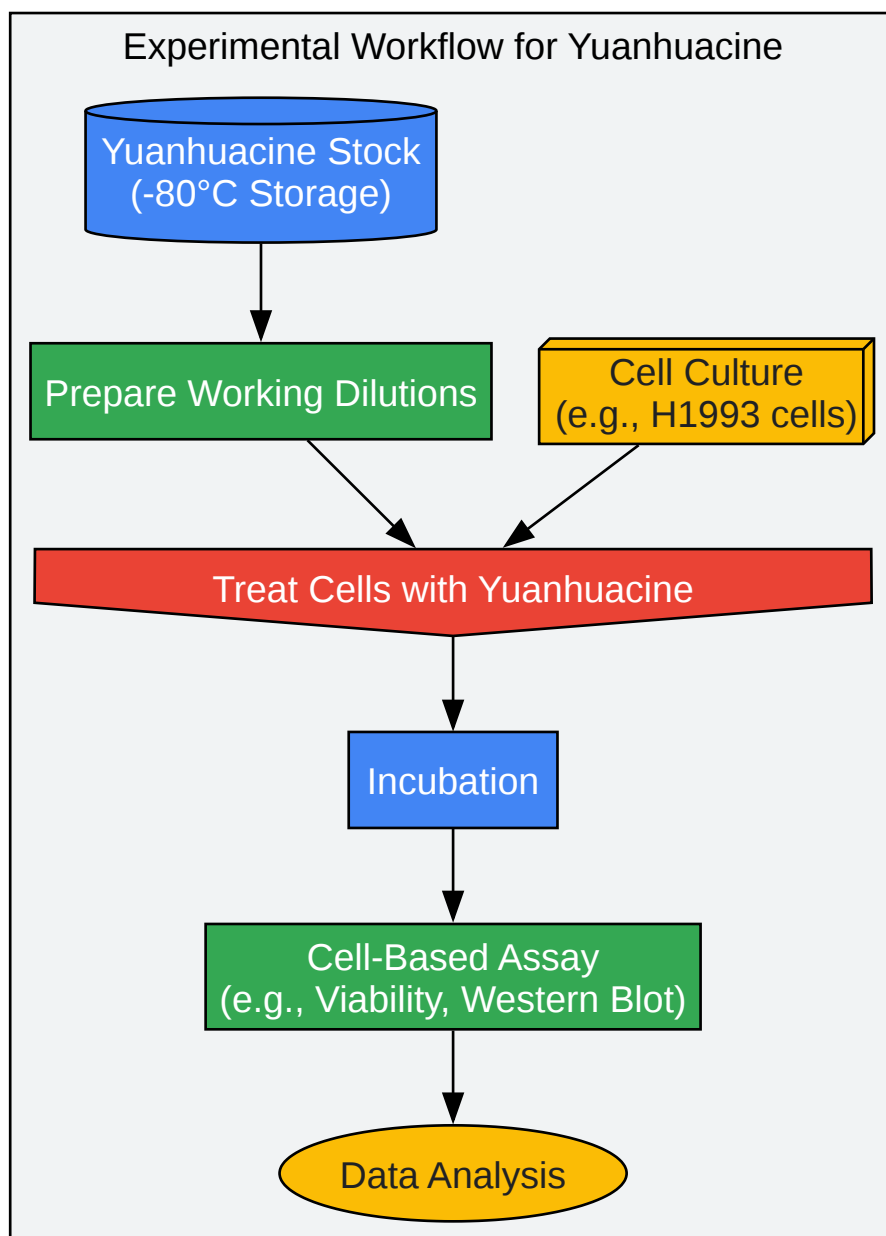 Experimental Workflow for Yuanhuacine
Yuanhuacine Stock
(-80°C Storage)
Prepare Working Dilutions
Cell Culture
(e.g., H1993 cells)
Treat Cells with Yuanhuacine
Incubation
Cell-Based Assay
(e.g., Viability, Western Blot)
Data Analysis